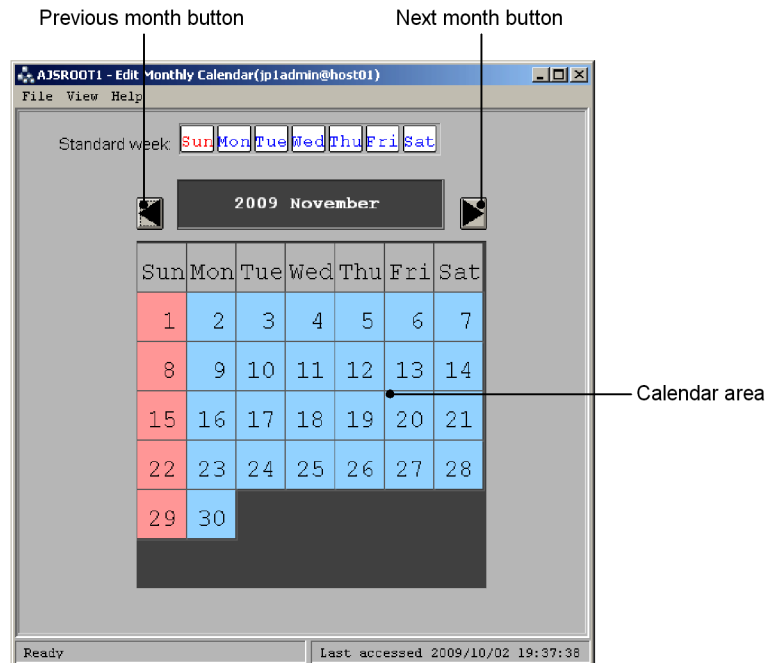 Previous month button Next month button
AJSROOT1 - Edit Monthly Calendar(jp1admin@host01)
File View Help
Standard week: Sun Mon Tue Wed Thu Fri Sat
2009 November
Sun Mon Tue Wed Thu Fri Sat
1 2 3 4 5 6 7
8 9 10 11 12 13 14
Calendar area
15 16 17 18 19 20 21
22 23 24 25 26 27 28
29 30
Ready Last accessed 2009/10/02 19:37:38